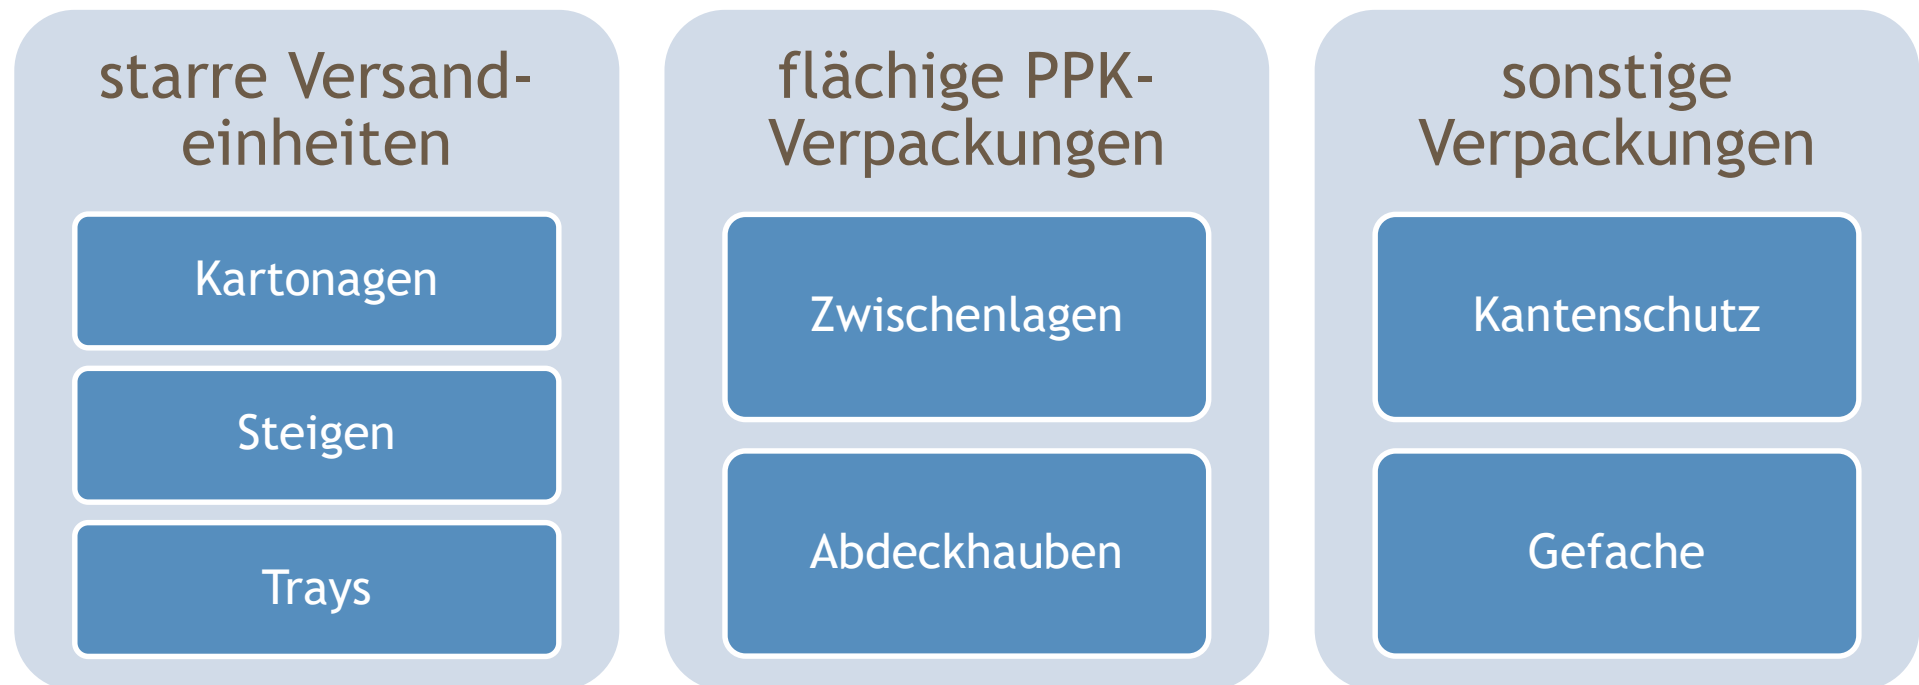 starre Versand-
einheiten
Kartonagen
Steigen
Trays
flächige PPK-
Verpackungen
Zwischenlagen
Abdeckhauben
sonstige
Verpackungen
Kantenschutz
Gefache